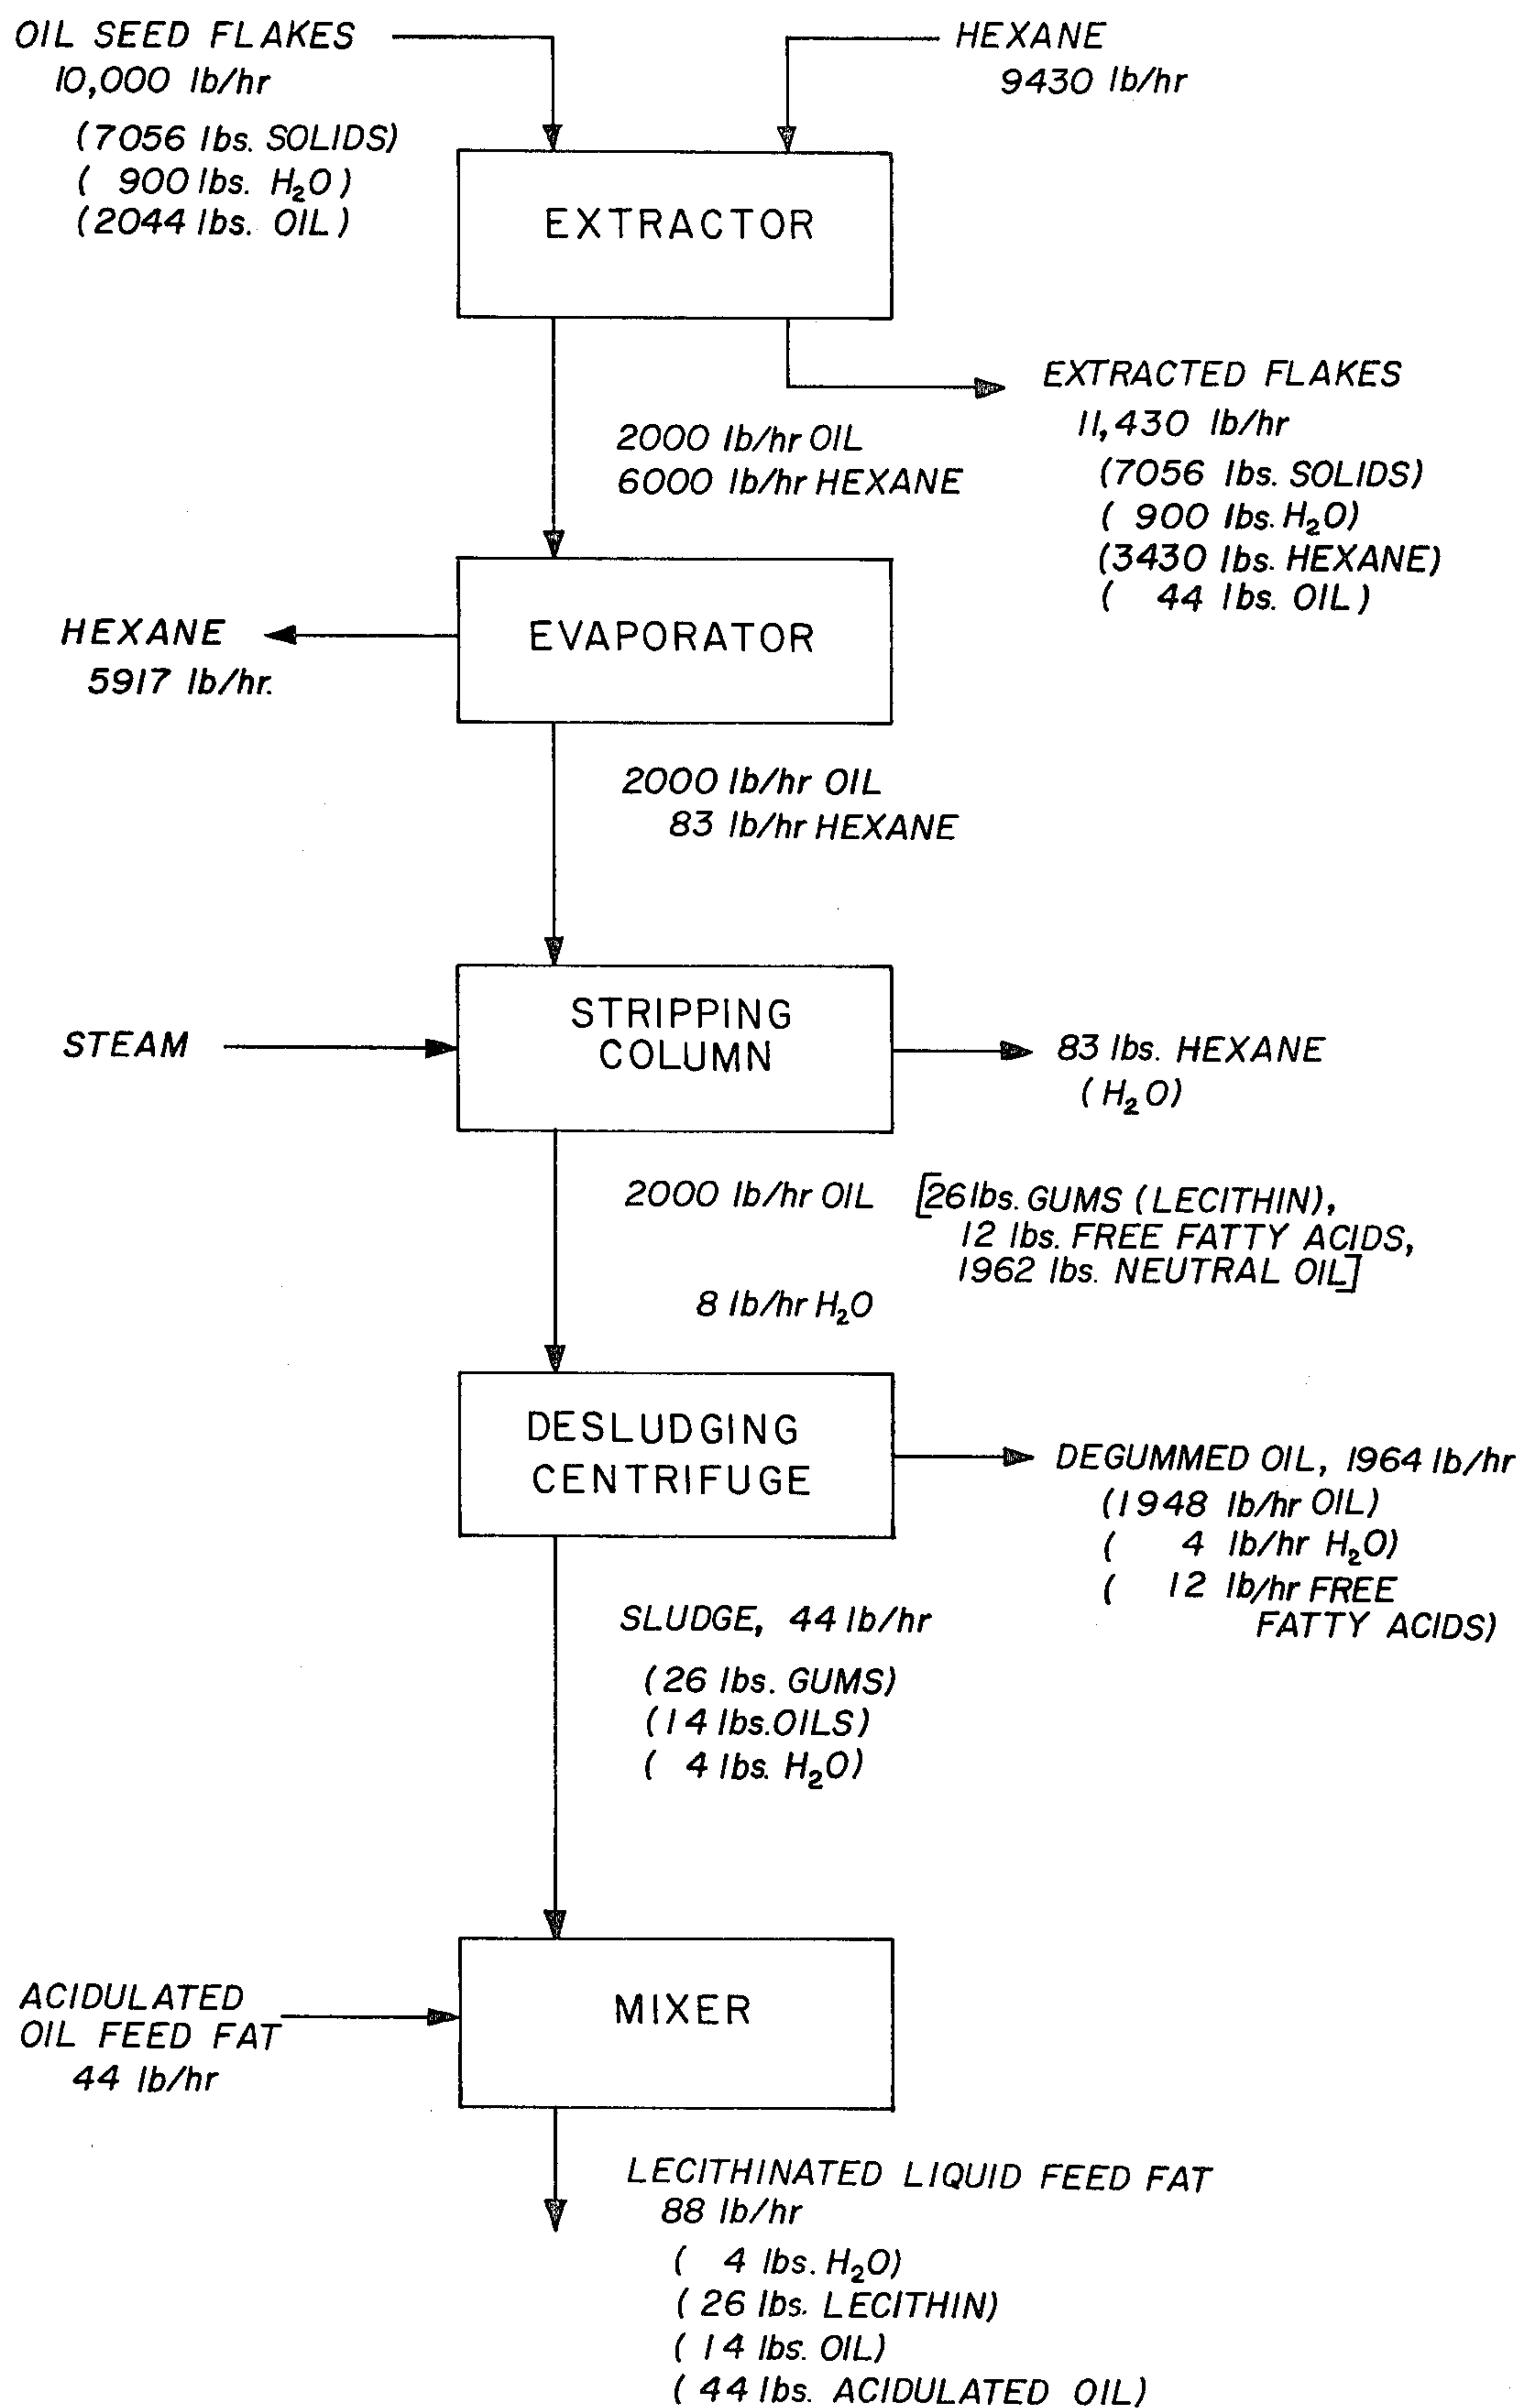 OIL SEED FLAKES
10,000 lb/hr
(7056 lbs. SOLIDS)
( 900 lbs. H₂O)
(2044 lbs. OIL)
HEXANE
9430 lb/hr
EXTRACTOR
EXTRACTED FLAKES
11,430 lb/hr
(7056 lbs. SOLIDS)
( 900 lbs. H₂O)
(3430 lbs. HEXANE)
( 44 lbs. OIL)
2000 lb/hr OIL
6000 lb/hr HEXANE
EVAPORATOR
HEXANE
5917 lb/hr.
2000 lb/hr OIL
83 lb/hr HEXANE
STRIPPING
COLUMN
STEAM
83 lbs. HEXANE
(H₂O)
2000 lb/hr OIL [26 lbs. GUMS (LECITHIN),
12 lbs. FREE FATTY ACIDS,
1962 lbs. NEUTRAL OIL]
8 lb/hr H₂O
DESLUDGING
CENTRIFUGE
DEGUMMED OIL, 1964 lb/hr
(1948 lb/hr OIL)
( 4 lb/hr H₂O)
( 12 lb/hr FREE
FATTY ACIDS)
SLUDGE, 44 lb/hr
(26 lbs. GUMS)
(14 lbs. OILS)
( 4 lbs. H₂O)
ACIDULATED
OIL FEED FAT
44 lb/hr
MIXER
LECITHINATED LIQUID FEED FAT
88 lb/hr
( 4 lbs. H₂O)
(26 lbs. LECITHIN)
(14 lbs. OIL)
(44 lbs. ACIDULATED OIL)